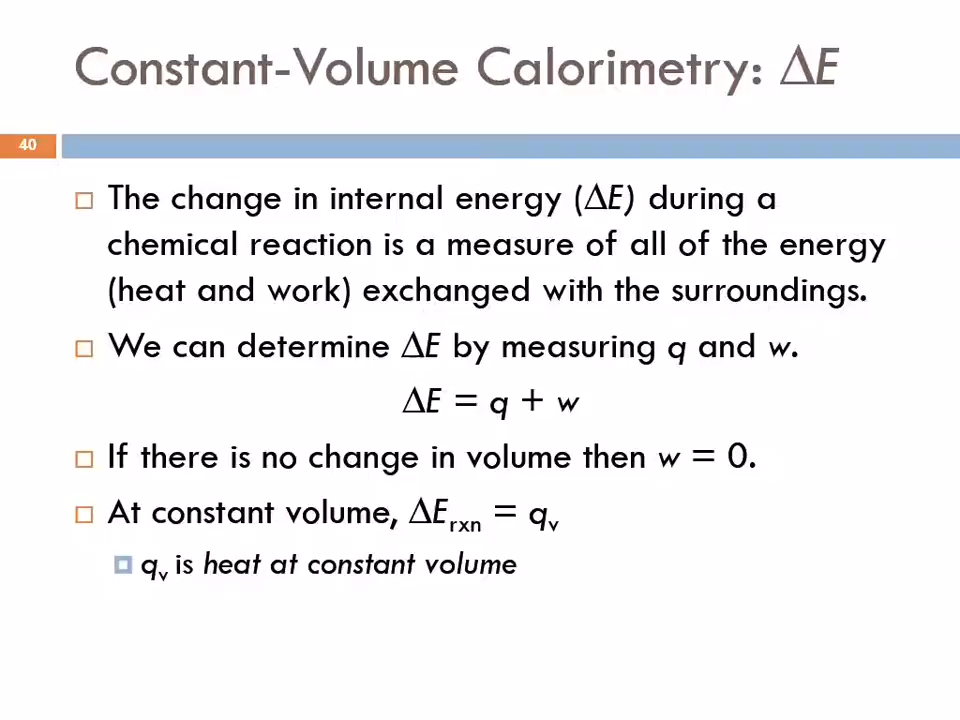 Constant-Volume Calorimetry: ΔE
40
The change in internal energy (ΔE) during a
chemical reaction is a measure of all of the energy
(heat and work) exchanged with the surroundings.
We can determine ΔE by measuring q and w.
ΔE = q + w
If there is no change in volume then w = 0.
At constant volume, ΔErxn = qv
qv is heat at constant volume